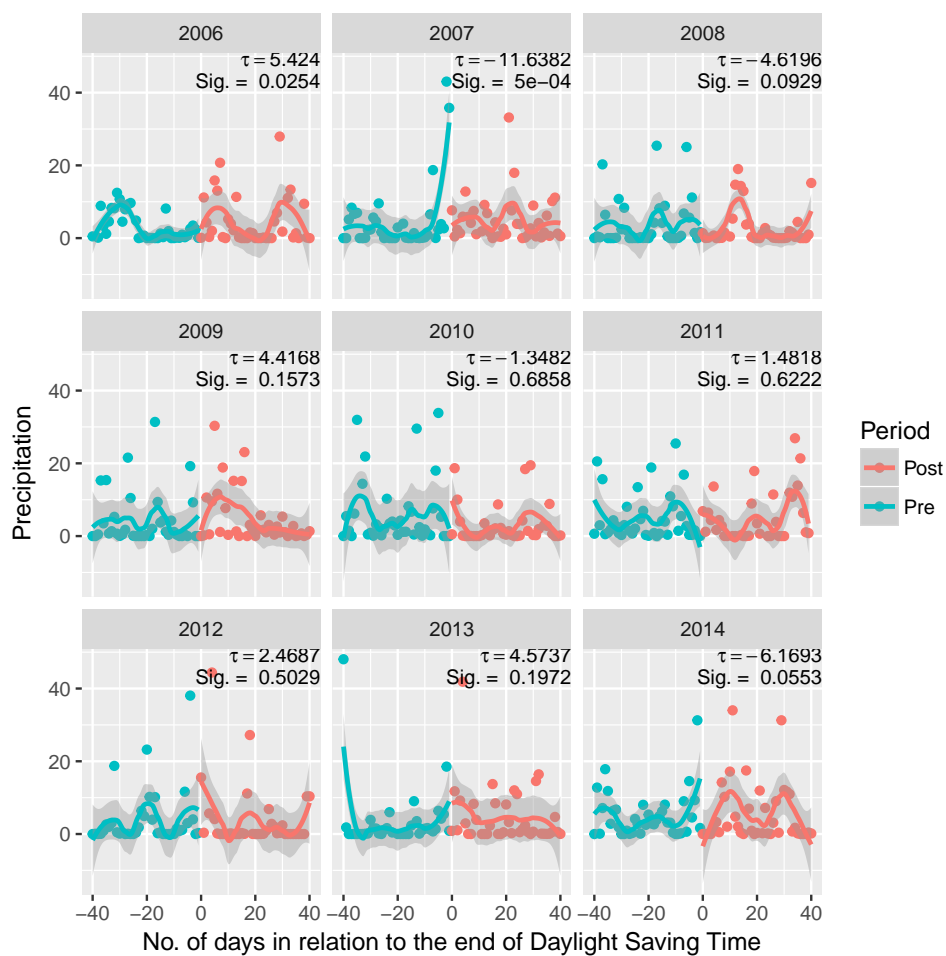 2006
2007
2008
τ = 5.424
Sig. = 0.0254
τ = −11.6382
Sig. = 5e−04
τ = −4.6196
Sig. = 0.0929
40
20
0
2009
2010
2011
τ = 4.4168
Sig. = 0.1573
τ = −1.3482
Sig. = 0.6858
τ = 1.4818
Sig. = 0.6222
40
20
0
Precipitation
Period
Post
Pre
2012
2013
2014
τ = 2.4687
Sig. = 0.5029
τ = 4.5737
Sig. = 0.1972
τ = −6.1693
Sig. = 0.0553
40
20
0
−40 −20 0 20 40 −40 −20 0 20 40 −40 −20 0 20 40
No. of days in relation to the end of Daylight Saving Time